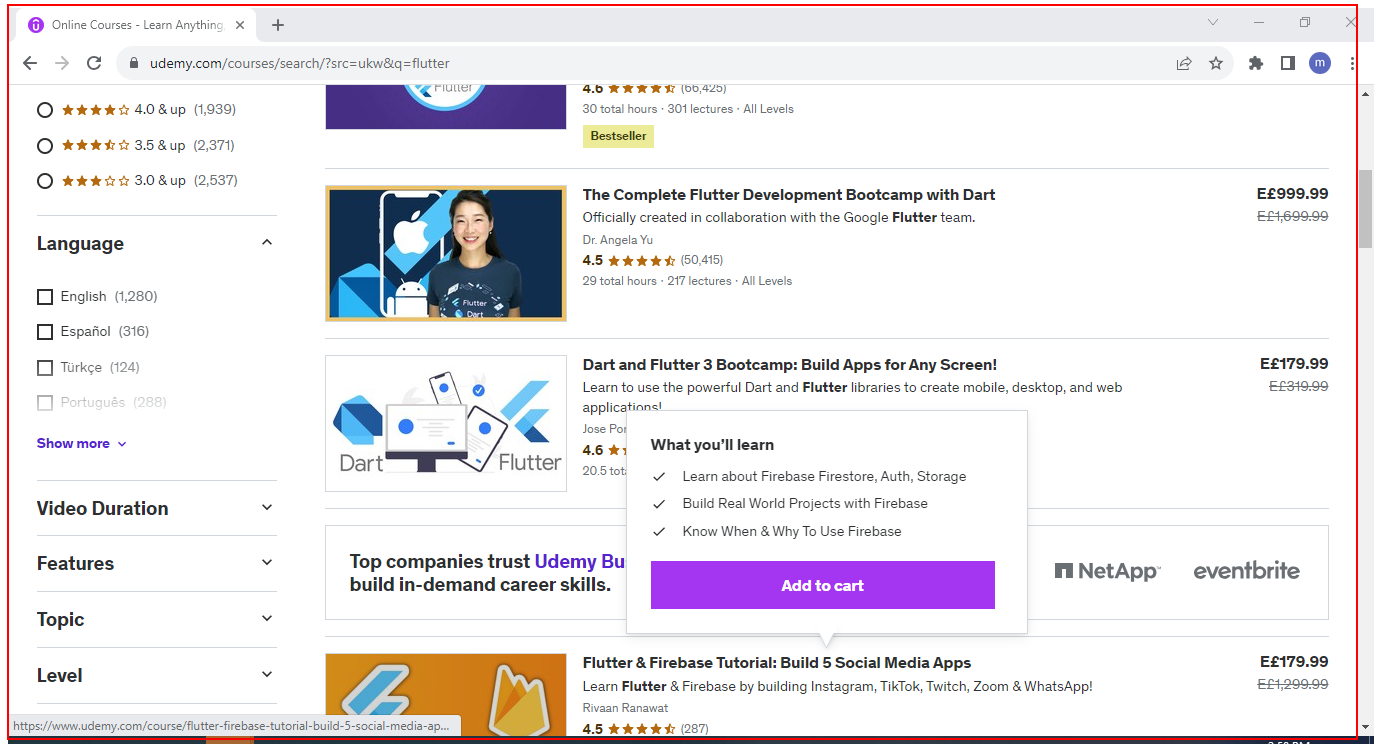 Online Courses - Learn Anything,
udemy.com/courses/search/?src=ukw&q=flutter
m
4.0 & up (1,939)
3.5 & up (2,371)
3.0 & up (2,537)
Language
English (1,280)
Español (316)
Türkçe (124)
Português (288)
Show more
Video Duration
Features
Topic
Level
Flutter
4.6 (66,425)
30 total hours · 301 lectures · All Levels
Bestseller
Flutter
Dart
The Complete Flutter Development Bootcamp with Dart
E£999.99
Officially created in collaboration with the Google Flutter team.
E£1,699.99
Dr. Angela Yu
4.5 (50,415)
29 total hours · 217 lectures · All Levels
Dart Flutter
Dart and Flutter 3 Bootcamp: Build Apps for Any Screen!
E£179.99
Learn to use the powerful Dart and Flutter libraries to create mobile, desktop, and web
E£319.99
applications!
Jose Por
4.6
20.5 tota
What you'll learn
Learn about Firebase Firestore, Auth, Storage
Build Real World Projects with Firebase
Know When & Why To Use Firebase
Add to cart
Top companies trust Udemy Bu
build in-demand career skills.
NetApp
eventbrite
Flutter & Firebase Tutorial: Build 5 Social Media Apps
E£179.99
Learn Flutter & Firebase by building Instagram, TikTok, Twitch, Zoom & WhatsApp!
E£1,299.99
Rivaan Ranawat
4.5 (287)
https://www.udemy.com/course/flutter-firebase-tutorial-build-5-social-media-ap...